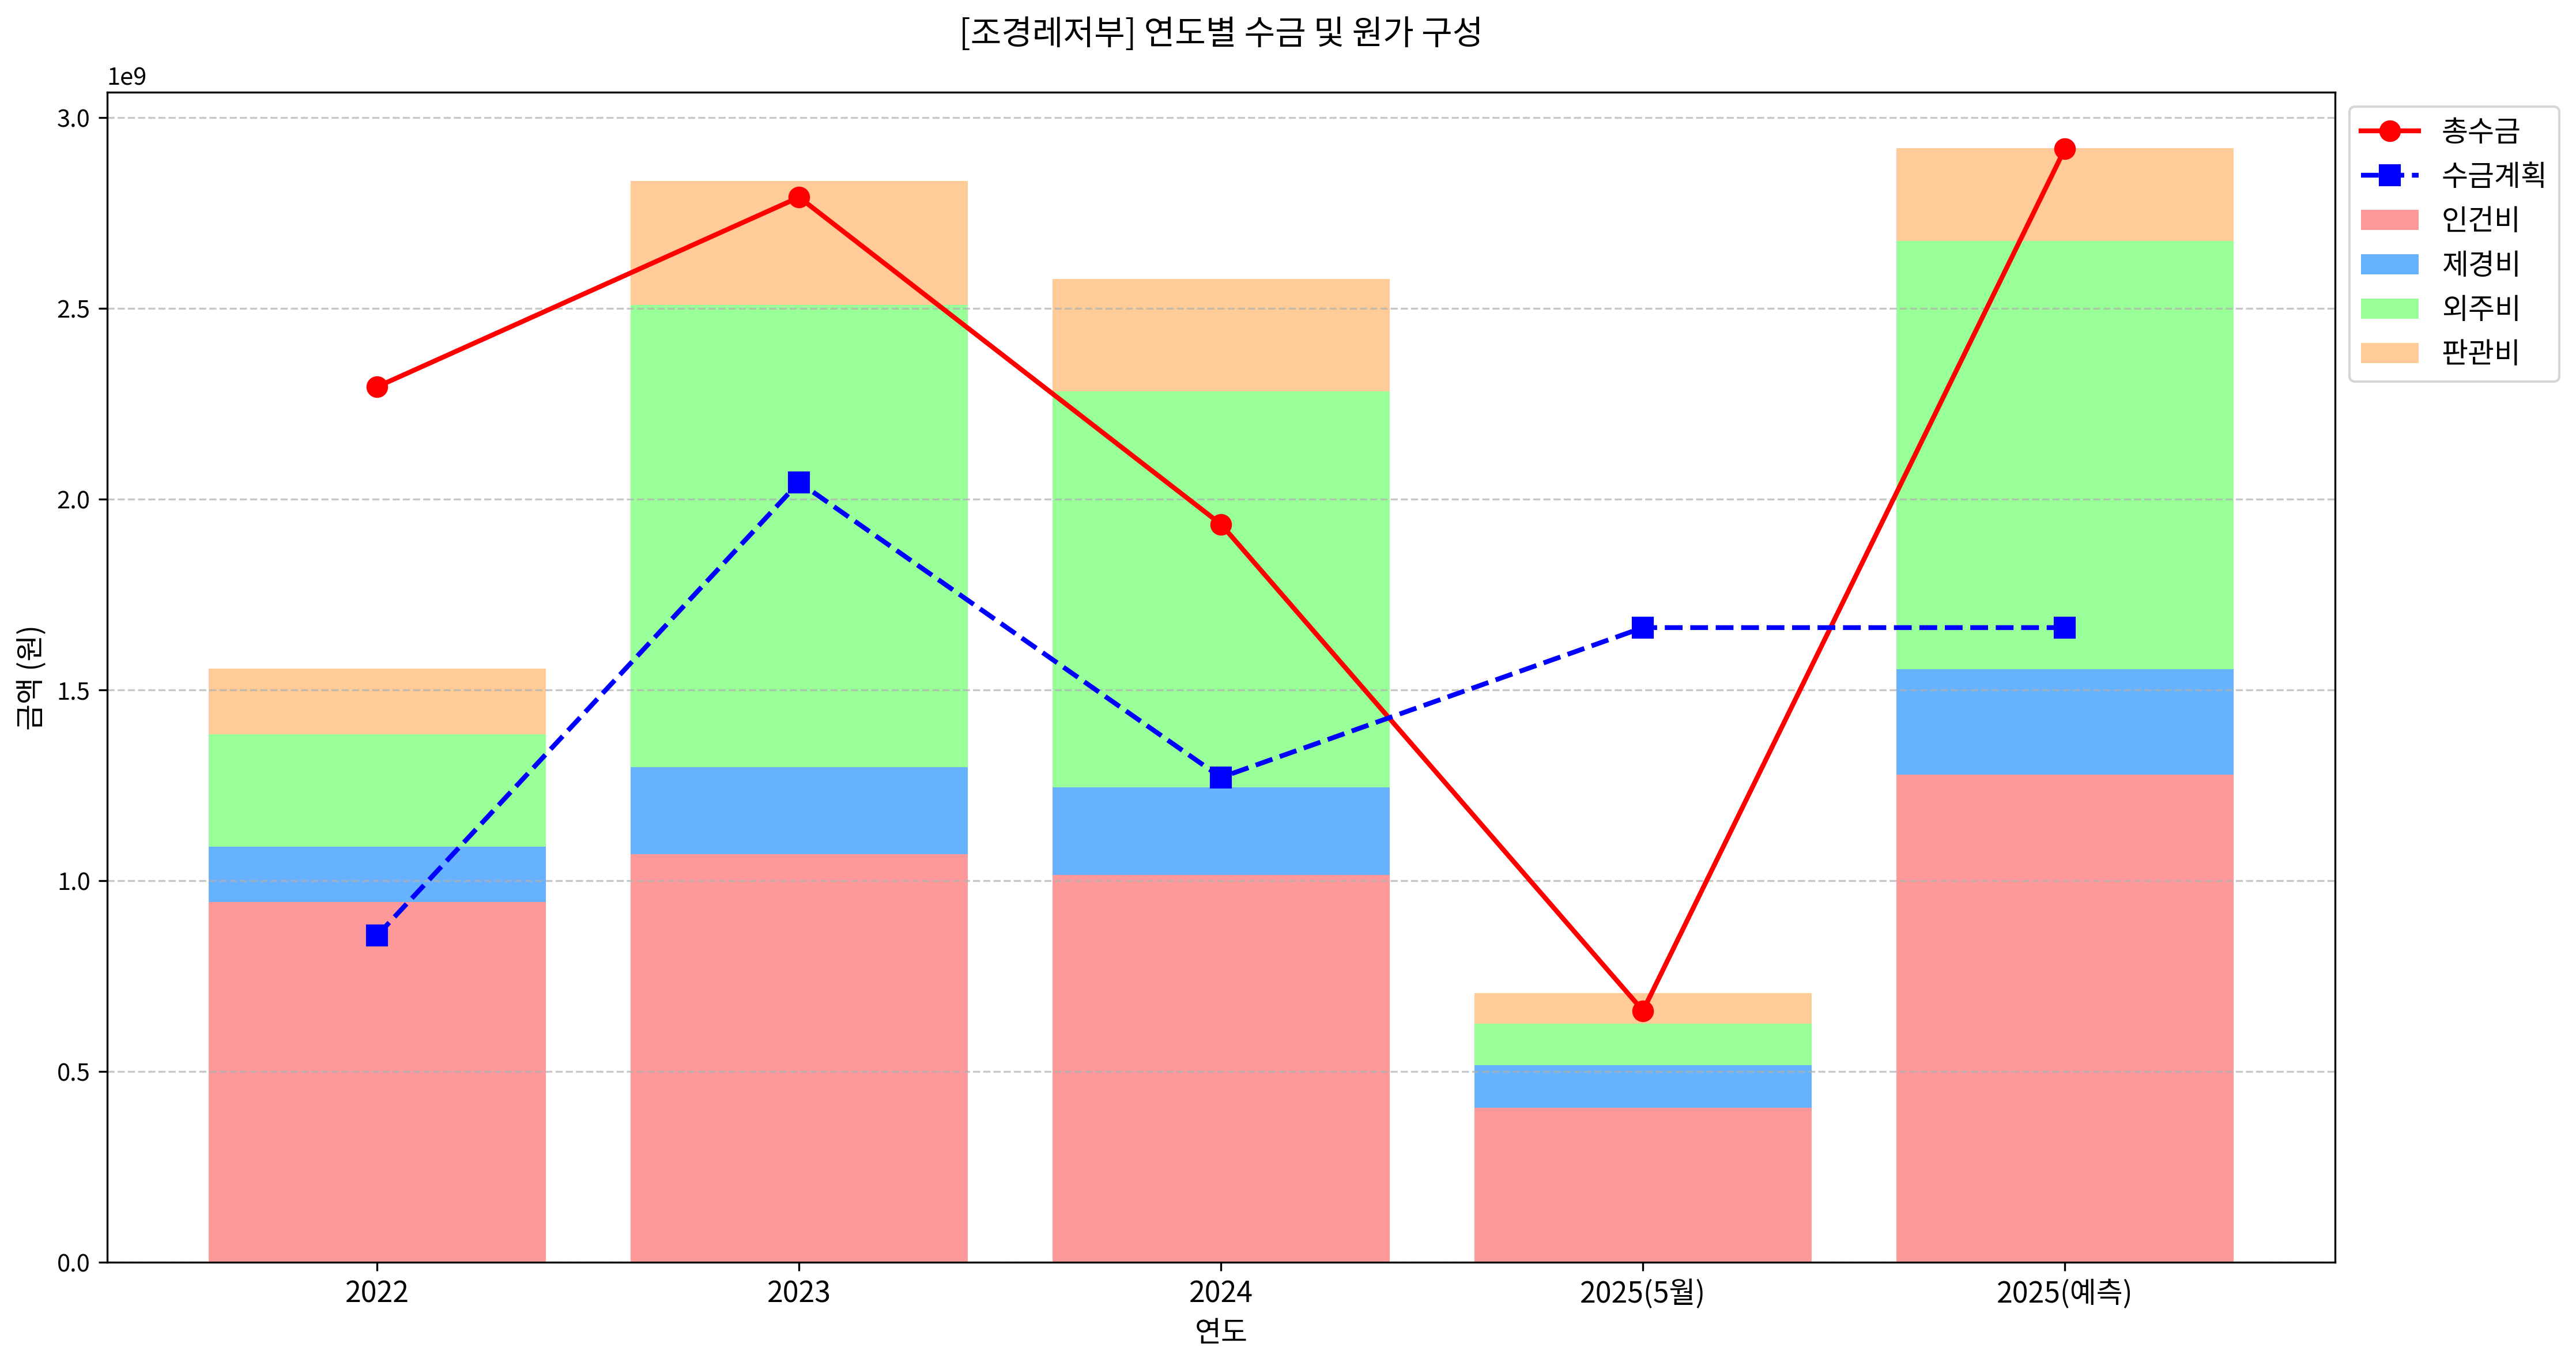 [조경레저부] 연도별 수금 및 원가 구성
1e9
3.0
2.5
2.0
1.5
1.0
0.5
0.0
금액 (원)
2022
2023
2024
2025(5월)
2025(예측)
연도
총수금
수금계획
인건비
제경비
외주비
판관비